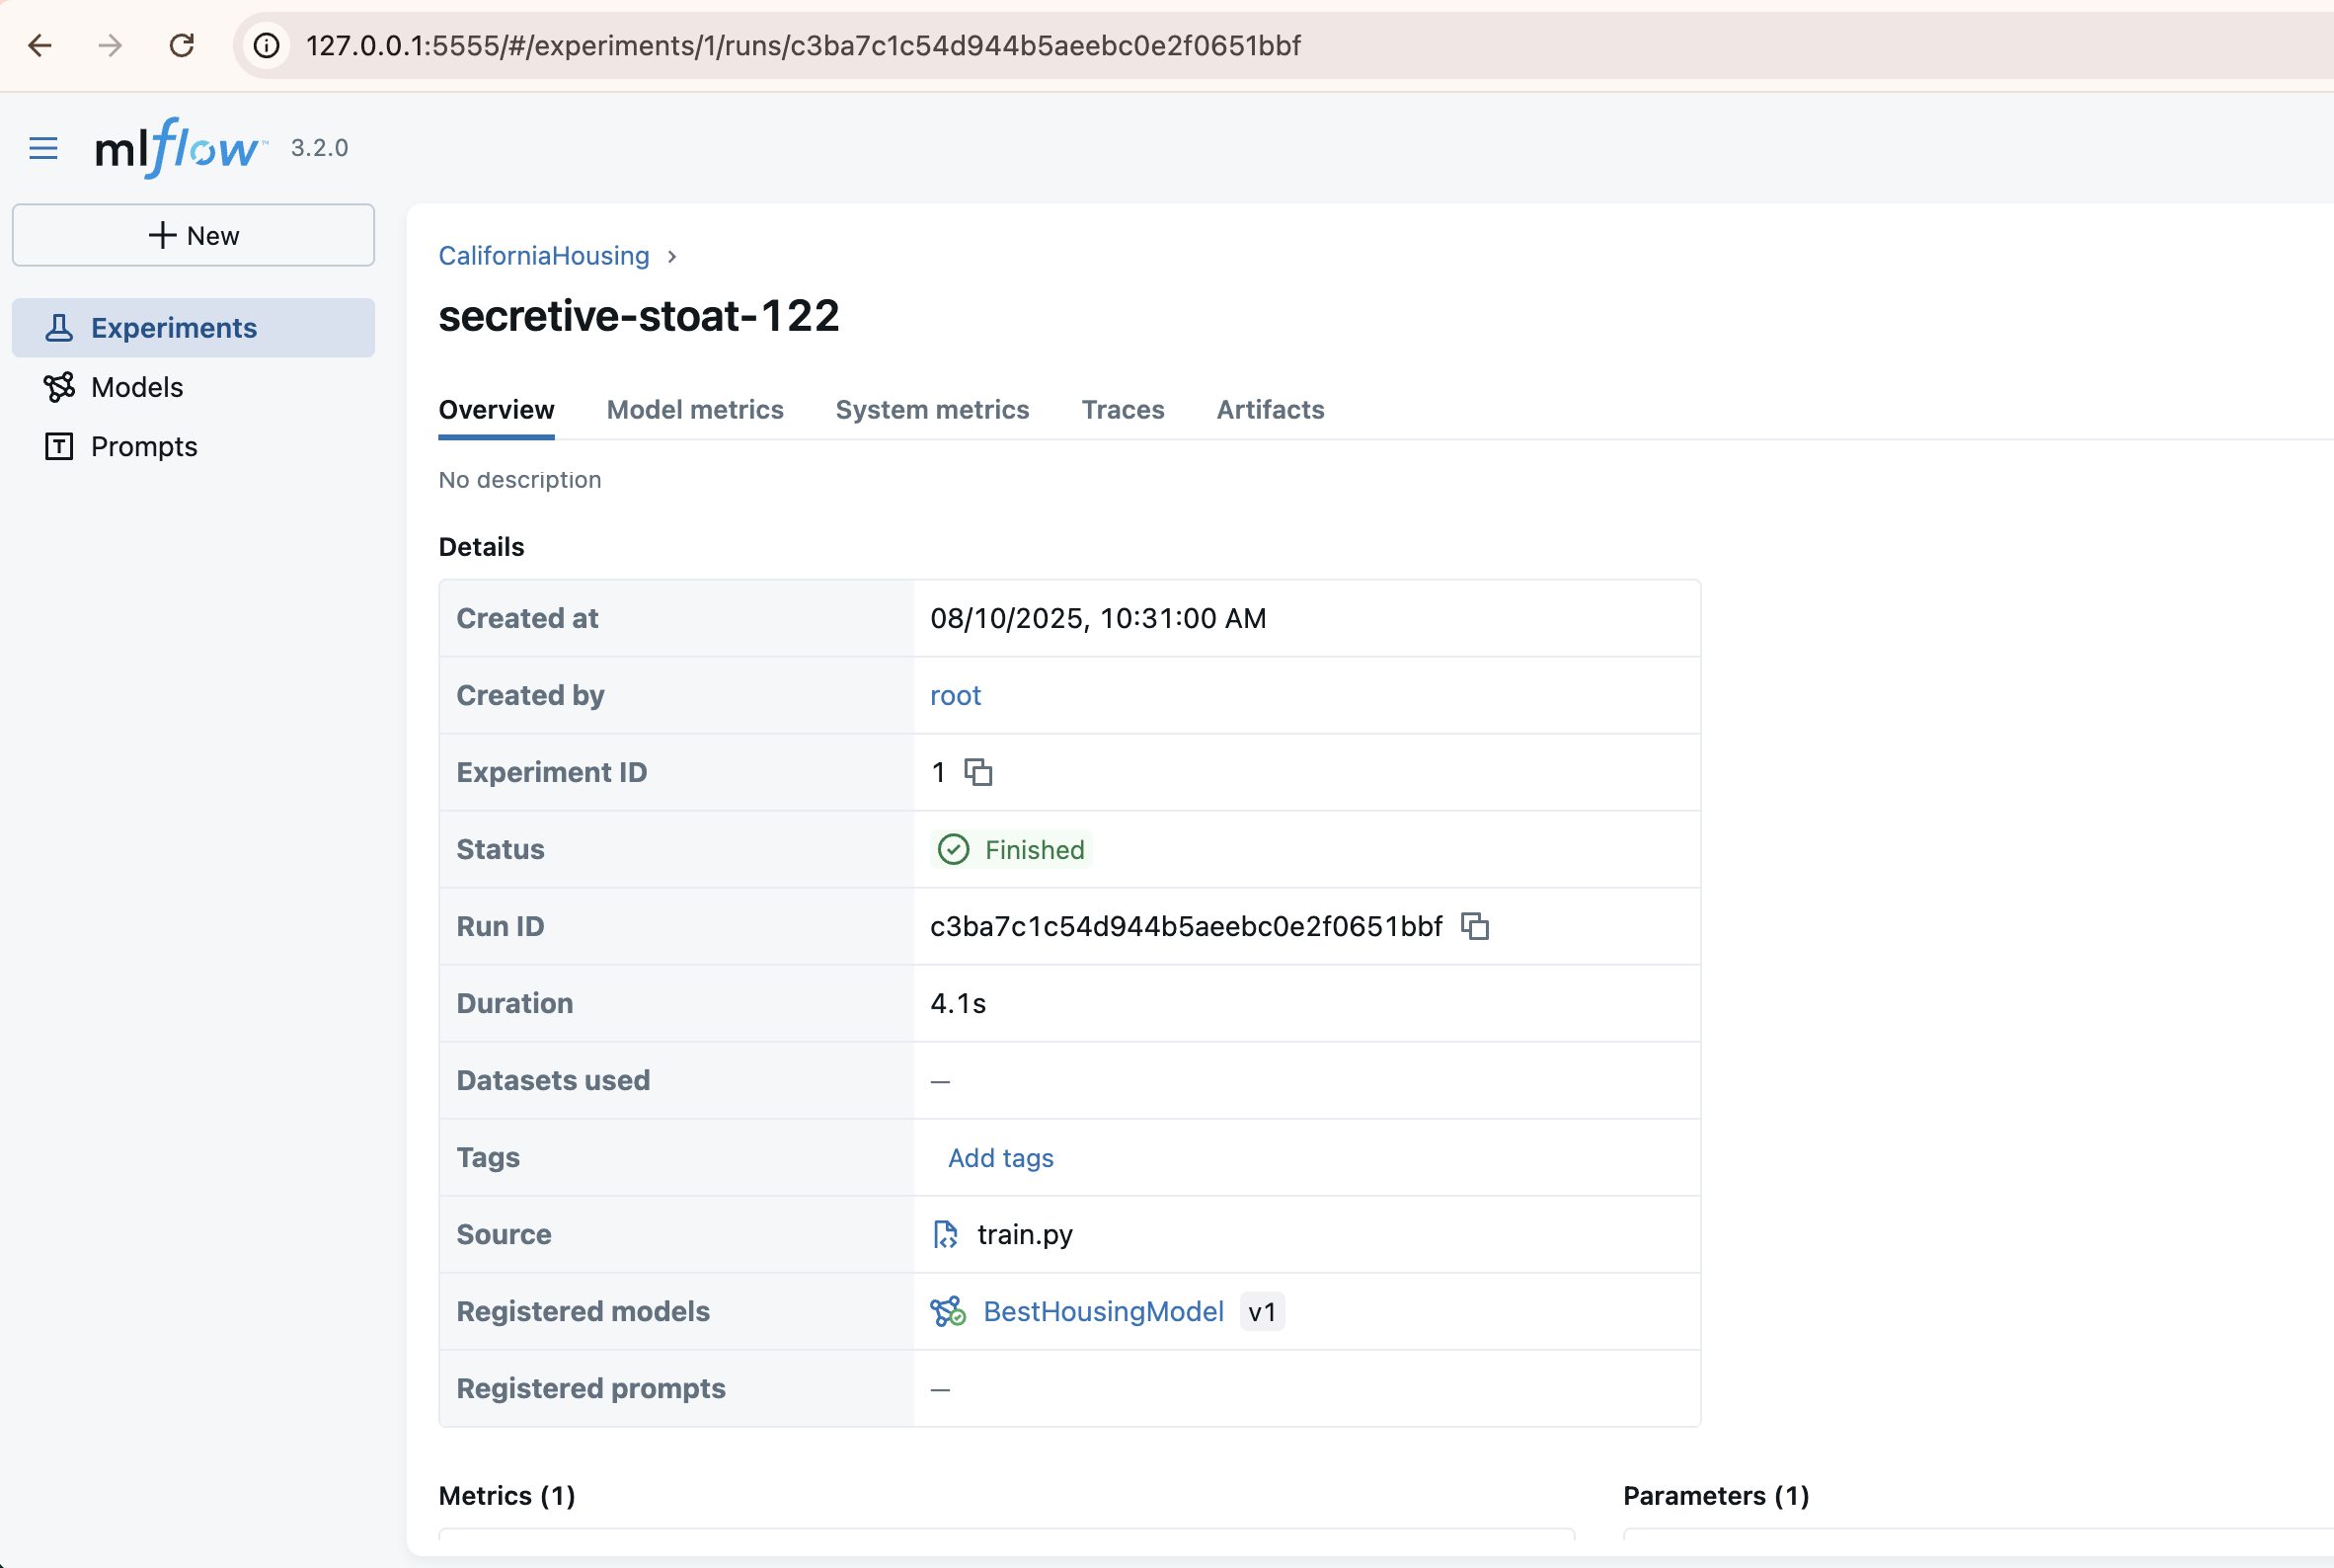 127.0.0.1:5555/#/experiments/1/runs/c3ba7c1c54d944b5aeebc0e2f0651bbf
mlflow™ 3.2.0
New
Experiments
Models
Prompts
CaliforniaHousing ›
secretive-stoat-122
Overview Model metrics System metrics Traces Artifacts
No description
Details
Created at 08/10/2025, 10:31:00 AM
Created by root
Experiment ID 1
Status Finished
Run ID c3ba7c1c54d944b5aeebc0e2f0651bbf
Duration 4.1s
Datasets used —
Tags Add tags
Source train.py
Registered models BestHousingModel v1
Registered prompts —
Metrics (1) Parameters (1)